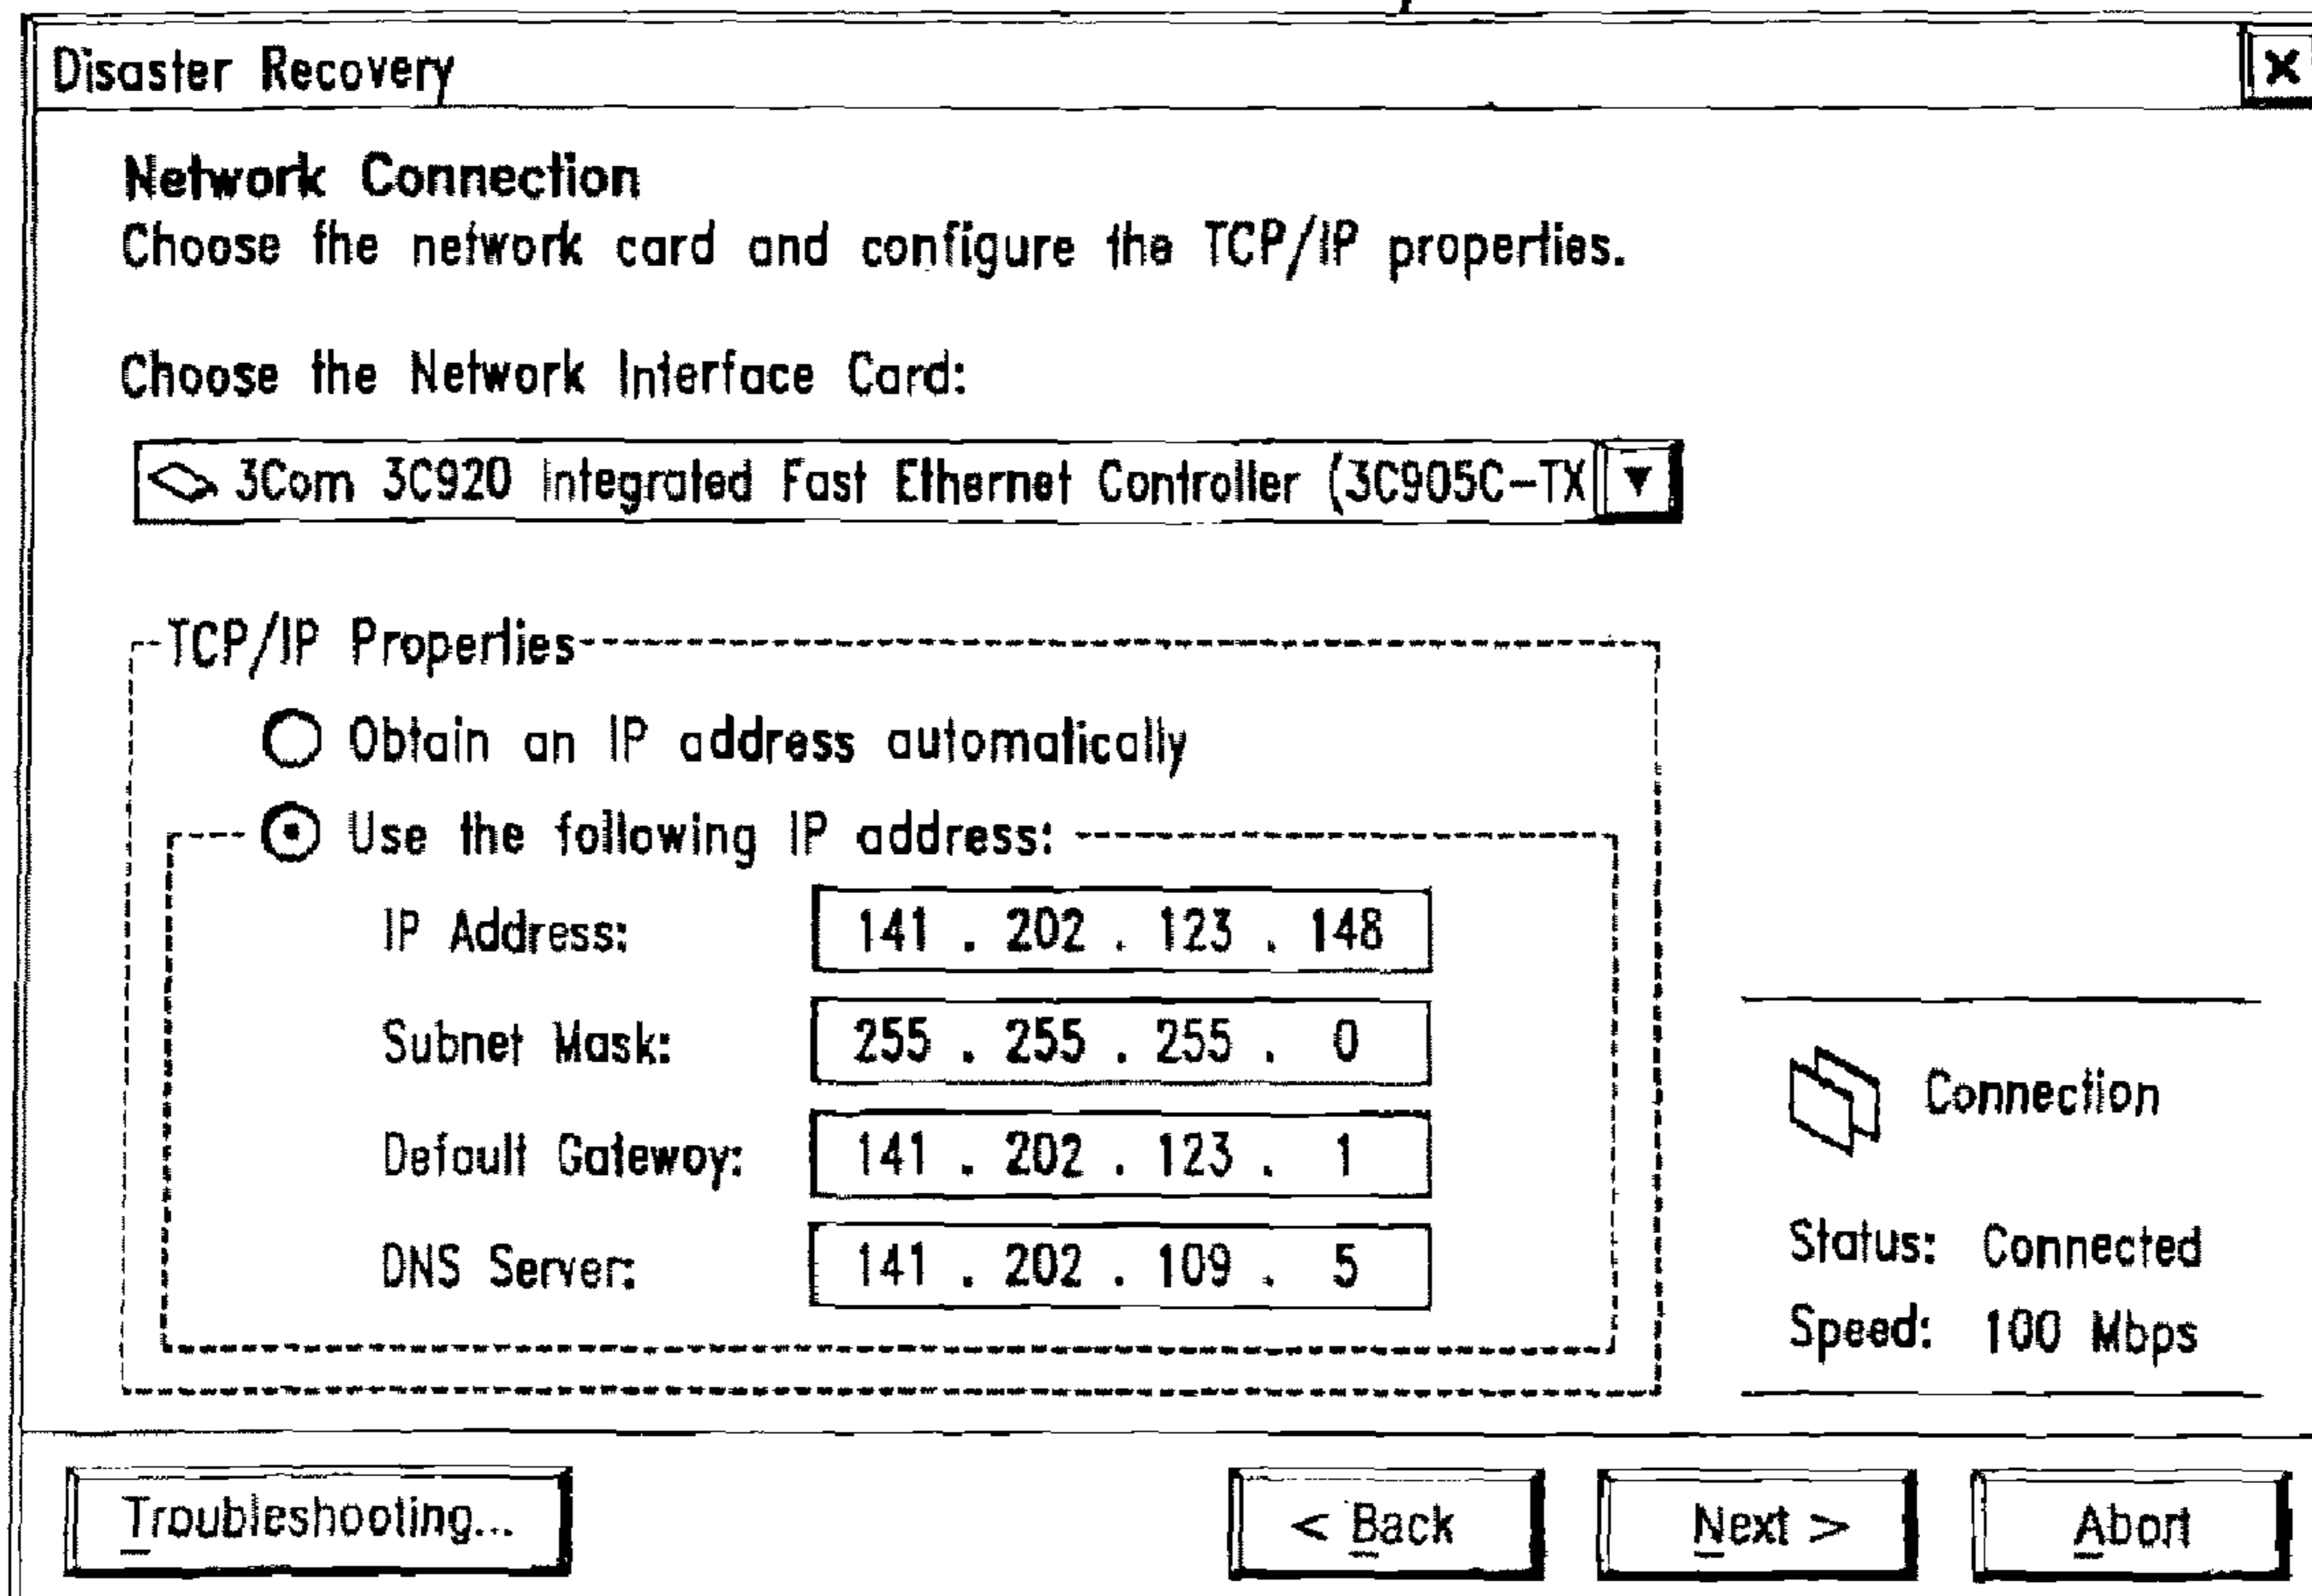 Disaster Recovery
Network Connection
Choose the network card and configure the TCP/IP properties.
Choose the Network Interface Card:
3Com 3C920 Integrated Fast Ethernet Controller (3C905C-TX
TCP/IP Properties
Obtain an IP address automatically
Use the following IP address:
IP Address: 141 . 202 . 123 . 148
Subnet Mask: 255 . 255 . 255 . 0
Default Gateway: 141 . 202 . 123 . 1
DNS Server: 141 . 202 . 109 . 5
Connection
Status: Connected
Speed: 100 Mbps
Troubleshooting...
< Back
Next >
Abort